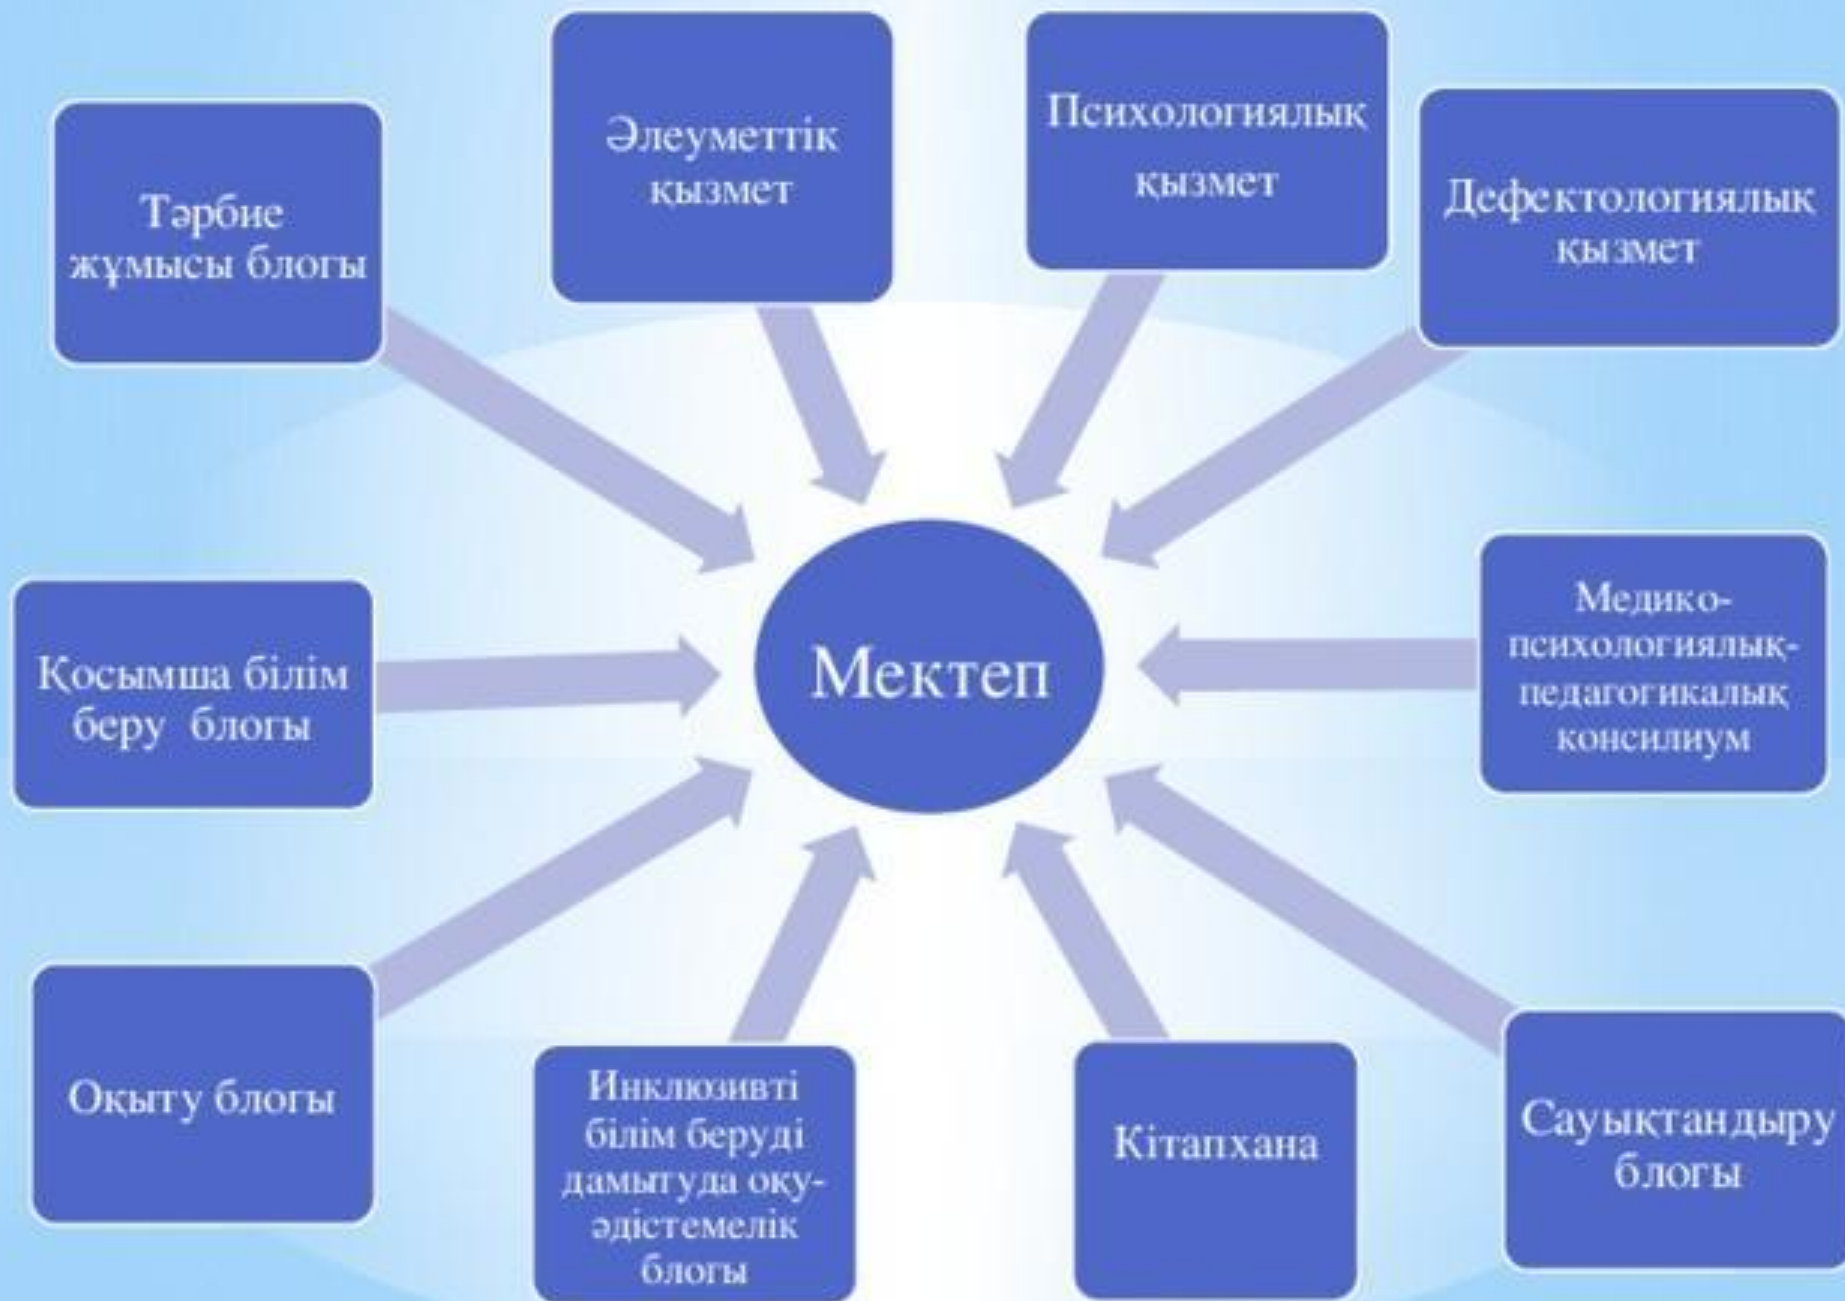 Әлеуметтік
қызмет
Психологиялық
қызмет
Дефектологиялық
қызмет
Тәрбие
жұмысы блогы
Медико-
психологиялық-
педагогикалық
консилиум
Мектеп
Қосымша білім
беру блогы
Оқыту блогы
Инклюзивті
білім беруді
дамытуда оқу-
әдістемелік
блогы
Кітапхана
Сауықтандыру
блогы